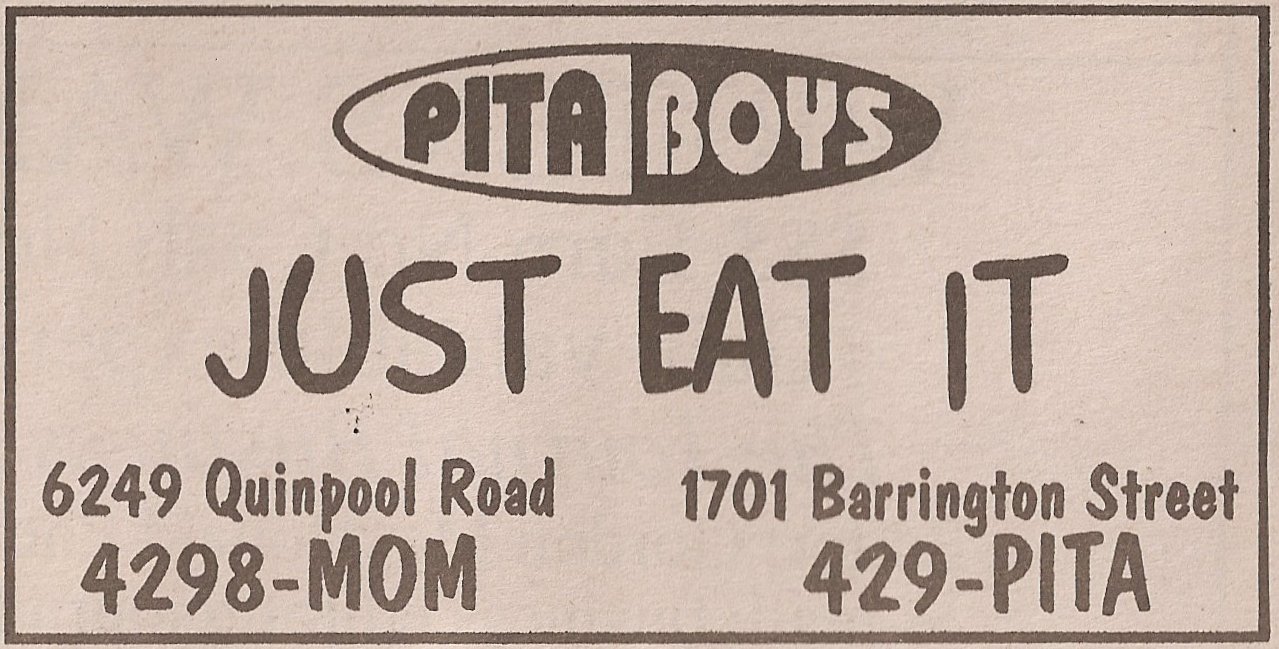 PITA BOYS
JUST EAT IT
6249 Quinpool Road
4298-MOM
1701 Barrington Street
429-PITA